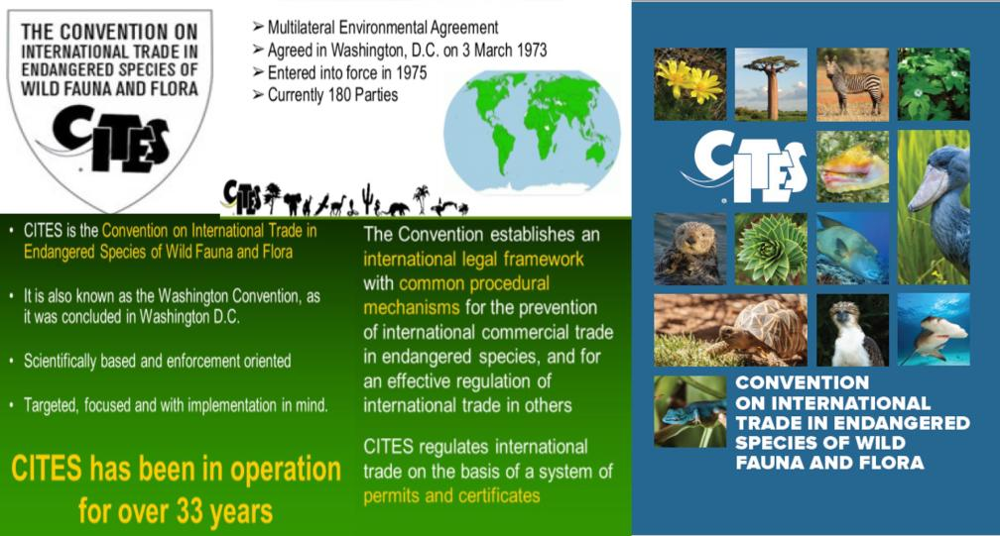 THE CONVENTION ON
INTERNATIONAL TRADE IN
ENDANGERED SPECIES OF
WILD FAUNA AND FLORA
CITES
➢ Multilateral Environmental Agreement
➢ Agreed in Washington, D.C. on 3 March 1973
➢ Entered into force in 1975
➢ Currently 180 Parties
CITES
• CITES is the Convention on International Trade in
Endangered Species of Wild Fauna and Flora
• It is also known as the Washington Convention, as
it was concluded in Washington D.C.
• Scientifically based and enforcement oriented
• Targeted, focused and with implementation in mind.
CITES has been in operation
for over 33 years
The Convention establishes an
international legal framework
with common procedural
mechanisms for the prevention
of international commercial trade
in endangered species, and for
an effective regulation of
international trade in others
CITES regulates international
trade on the basis of a system of
permits and certificates
CITES
®
CONVENTION
ON INTERNATIONAL
TRADE IN ENDANGERED
SPECIES OF WILD
FAUNA AND FLORA